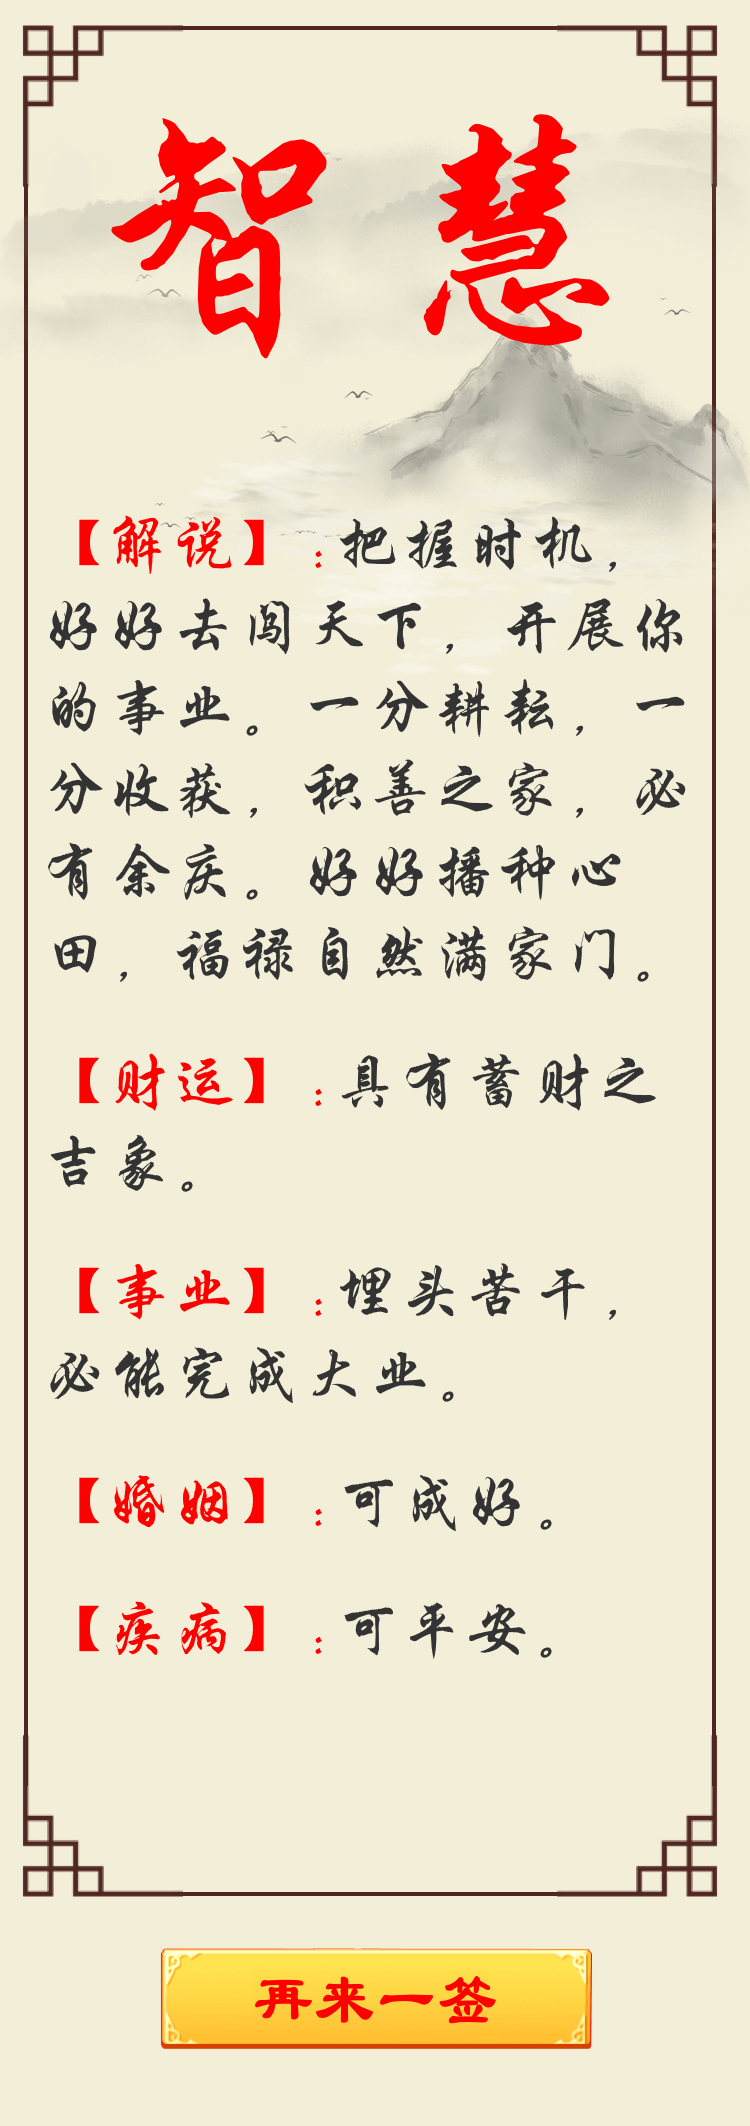 智慧
【解说】:把握时机,
好好去闯天下,开展你
的事业。一分耕耘,一
分收获,积善之家,必
有余庆。好好播种心
田,福禄自然满家门。
【财运】:具有蓄财之
吉象。
【事业】:埋头苦干,
必能完成大业。
【婚姻】:可成好。
【疾病】:可平安。
再来一签